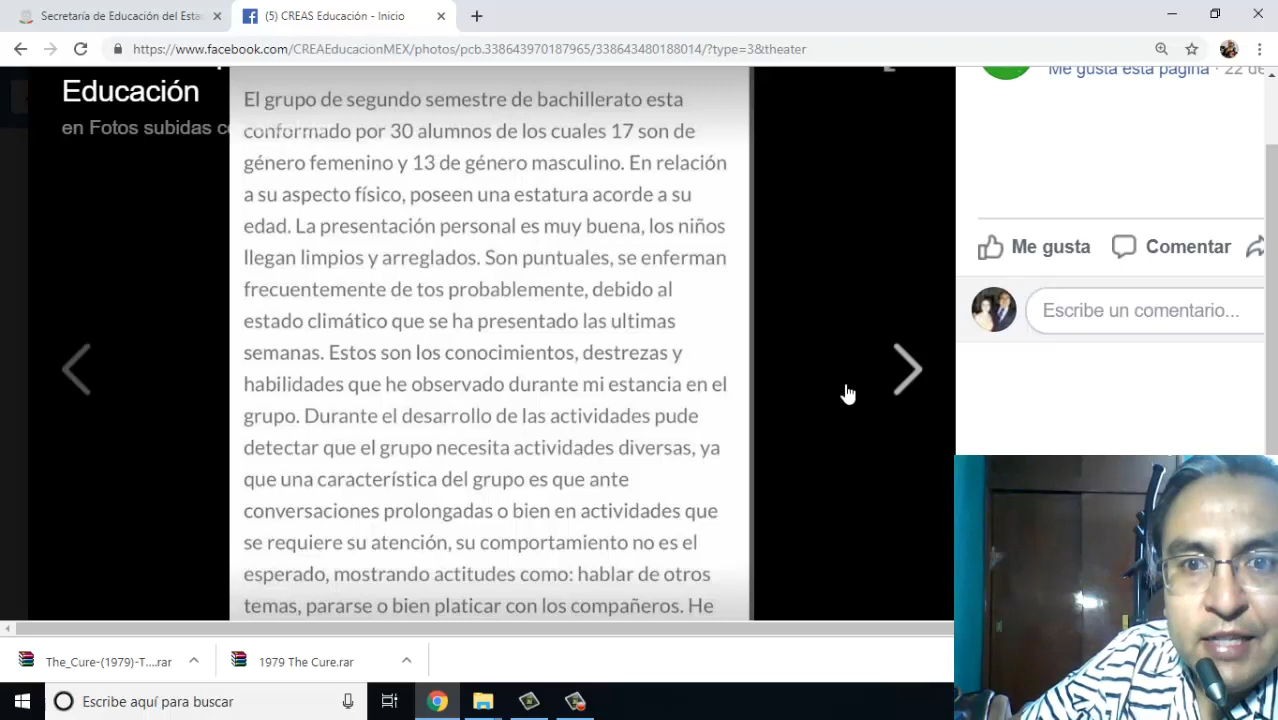 Secretaría de Educación del Esta
(5) CREAS Educación - Inicio
https://www.facebook.com/CREAEducacionMEX/photos/pcb.338643970187965/338643480188014/?type=3&theater
Educación
en Fotos subidas
Me gusta esta página · 22 de
El grupo de segundo semestre de bachillerato esta
conformado por 30 alumnos de los cuales 17 son de
género femenino y 13 de género masculino. En relación
a su aspecto físico, poseen una estatura acorde a su
edad. La presentación personal es muy buena, los niños
llegan limpios y arreglados. Son puntuales, se enferman
frecuentemente de tos probablemente, debido al
estado climático que se ha presentado las ultimas
semanas. Estos son los conocimientos, destrezas y
habilidades que he observado durante mi estancia en el
grupo. Durante el desarrollo de las actividades pude
detectar que el grupo necesita actividades diversas, ya
que una característica del grupo es que ante
conversaciones prolongadas o bien en actividades que
se requiere su atención, su comportamiento no es el
esperado, mostrando actitudes como: hablar de otros
temas, pararse o bien platicar con los compañeros. He
Me gusta
Comentar
Escribe un comentario...
The_Cure-(1979)-T....rar
1979 The Cure.rar
Escribe aquí para buscar